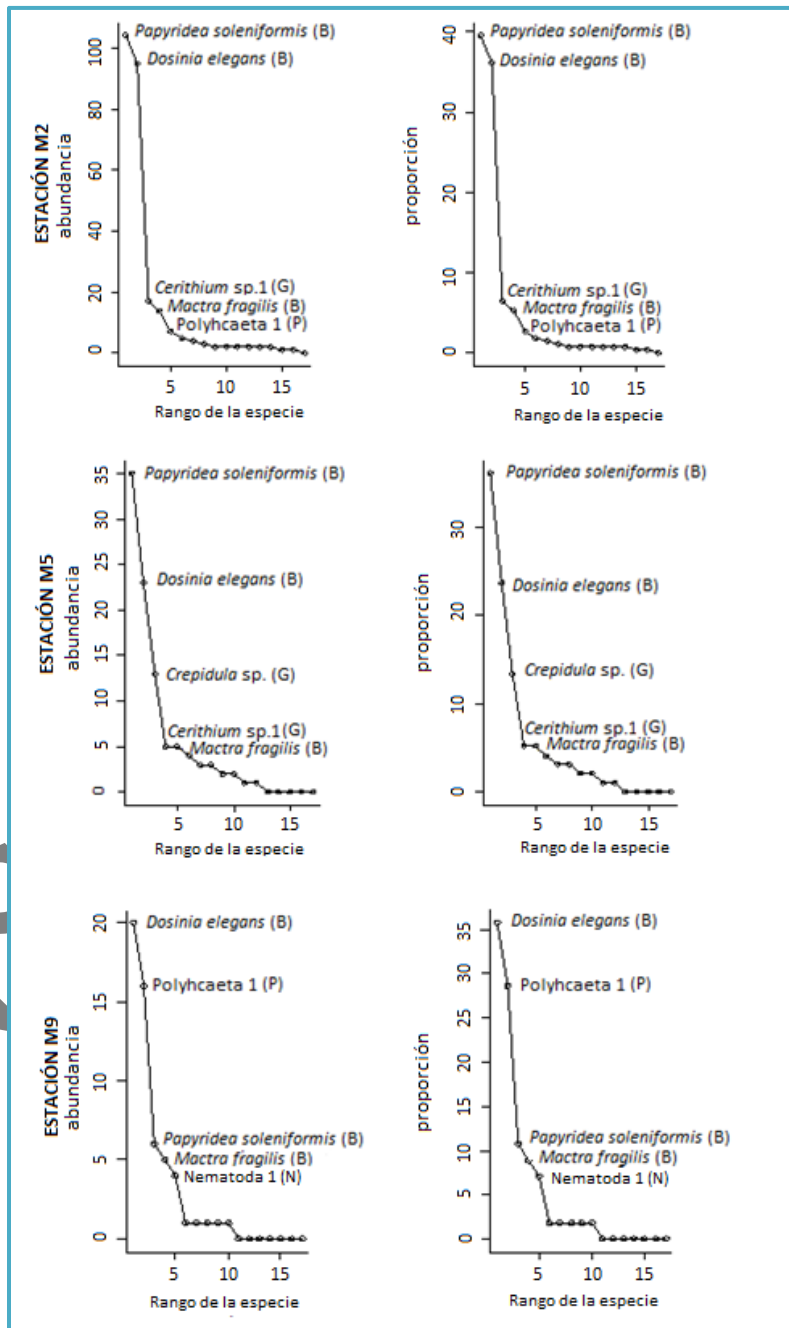 ESTACIÓN M2
abundancia
100
80
60
40
20
0
Papyridea soleniformis (B)
Dosinia elegans (B)
Cerithium sp.1 (G)
Mactra fragilis (B)
Polyhcaeta 1 (P)
5 10 15
Rango de la especie
proporción
40
30
20
10
0
Papyridea soleniformis (B)
Dosinia elegans (B)
Cerithium sp.1 (G)
Mactra fragilis (B)
Polyhcaeta 1 (P)
5 10 15
Rango de la especie
ESTACIÓN M5
abundancia
35
30
25
20
15
10
5
0
Papyridea soleniformis (B)
Dosinia elegans (B)
Crepidula sp. (G)
Cerithium sp.1 (G)
Mactra fragilis (B)
5 10 15
Rango de la especie
proporción
30
20
10
0
Papyridea soleniformis (B)
Dosinia elegans (B)
Crepidula sp. (G)
Cerithium sp.1 (G)
Mactra fragilis (B)
5 10 15
Rango de la especie
ESTACIÓN M9
abundancia
20
15
10
5
0
Dosinia elegans (B)
Polyhcaeta 1 (P)
Papyridea soleniformis (B)
Mactra fragilis (B)
Nematoda 1 (N)
5 10 15
Rango de la especie
proporción
35
30
25
20
15
10
5
0
Dosinia elegans (B)
Polyhcaeta 1 (P)
Papyridea soleniformis (B)
Mactra fragilis (B)
Nematoda 1 (N)
5 10 15
Rango de la especie